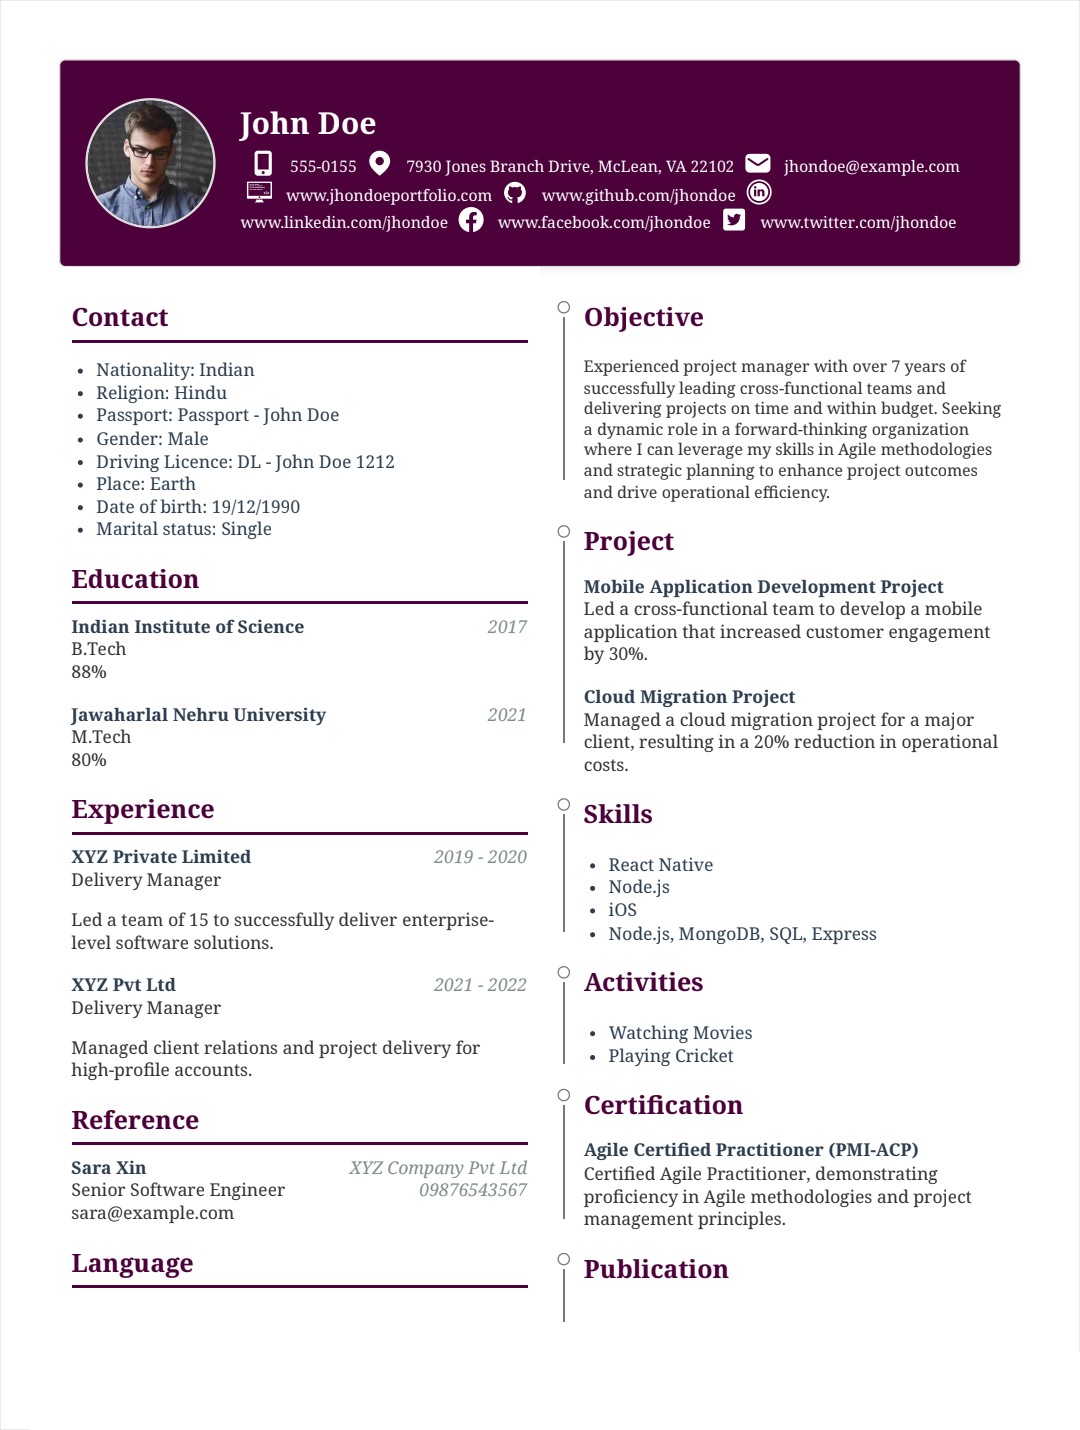 John Doe
555-0155 7930 Jones Branch Drive, McLean, VA 22102 jhondoe@example.com
www.jhondoeportfolio.com www.github.com/jhondoe
www.linkedin.com/jhondoe www.facebook.com/jhondoe www.twitter.com/jhondoe
Contact
• Nationality: Indian
• Religion: Hindu
• Passport: Passport - John Doe
• Gender: Male
• Driving Licence: DL - John Doe 1212
• Place: Earth
• Date of birth: 19/12/1990
• Marital status: Single
Education
Indian Institute of Science 2017
B.Tech
88%
Jawaharlal Nehru University 2021
M.Tech
80%
Experience
XYZ Private Limited 2019 - 2020
Delivery Manager
Led a team of 15 to successfully deliver enterprise-
level software solutions.
XYZ Pvt Ltd 2021 - 2022
Delivery Manager
Managed client relations and project delivery for
high-profile accounts.
Reference
Sara Xin XYZ Company Pvt Ltd
Senior Software Engineer 09876543567
sara@example.com
Language
Objective
Experienced project manager with over 7 years of
successfully leading cross-functional teams and
delivering projects on time and within budget. Seeking
a dynamic role in a forward-thinking organization
where I can leverage my skills in Agile methodologies
and strategic planning to enhance project outcomes
and drive operational efficiency.
Project
Mobile Application Development Project
Led a cross-functional team to develop a mobile
application that increased customer engagement
by 30%.
Cloud Migration Project
Managed a cloud migration project for a major
client, resulting in a 20% reduction in operational
costs.
Skills
• React Native
• Node.js
• iOS
• Node.js, MongoDB, SQL, Express
Activities
• Watching Movies
• Playing Cricket
Certification
Agile Certified Practitioner (PMI-ACP)
Certified Agile Practitioner, demonstrating
proficiency in Agile methodologies and project
management principles.
Publication